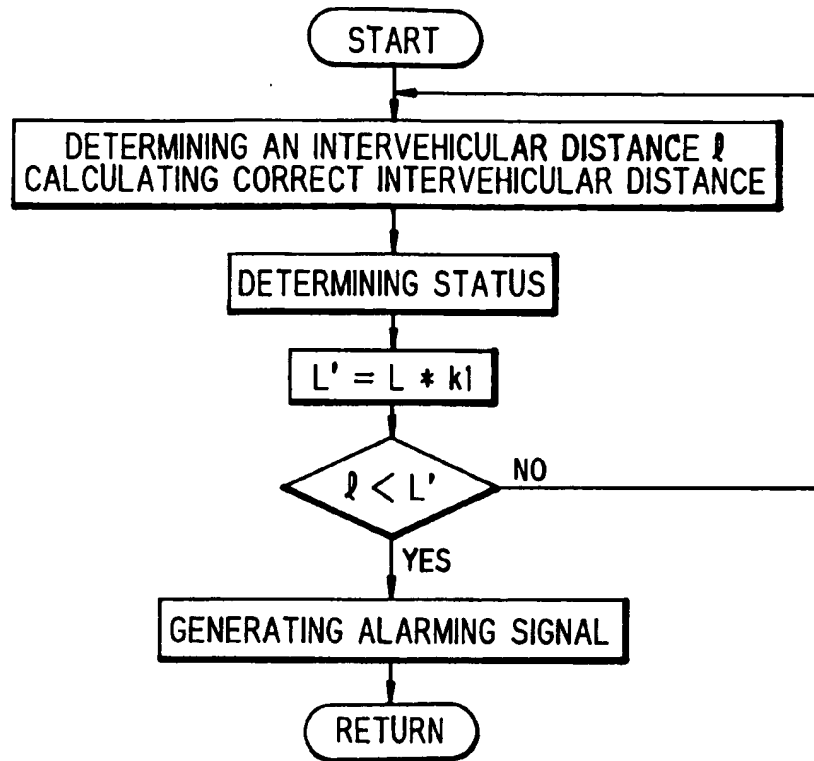 START
DETERMINING AN INTERVEHICULAR DISTANCE ℓ
CALCULATING CORRECT INTERVEHICULAR DISTANCE
DETERMINING STATUS
L' = L * k1
ℓ < L'
NO
YES
GENERATING ALARMING SIGNAL
RETURN